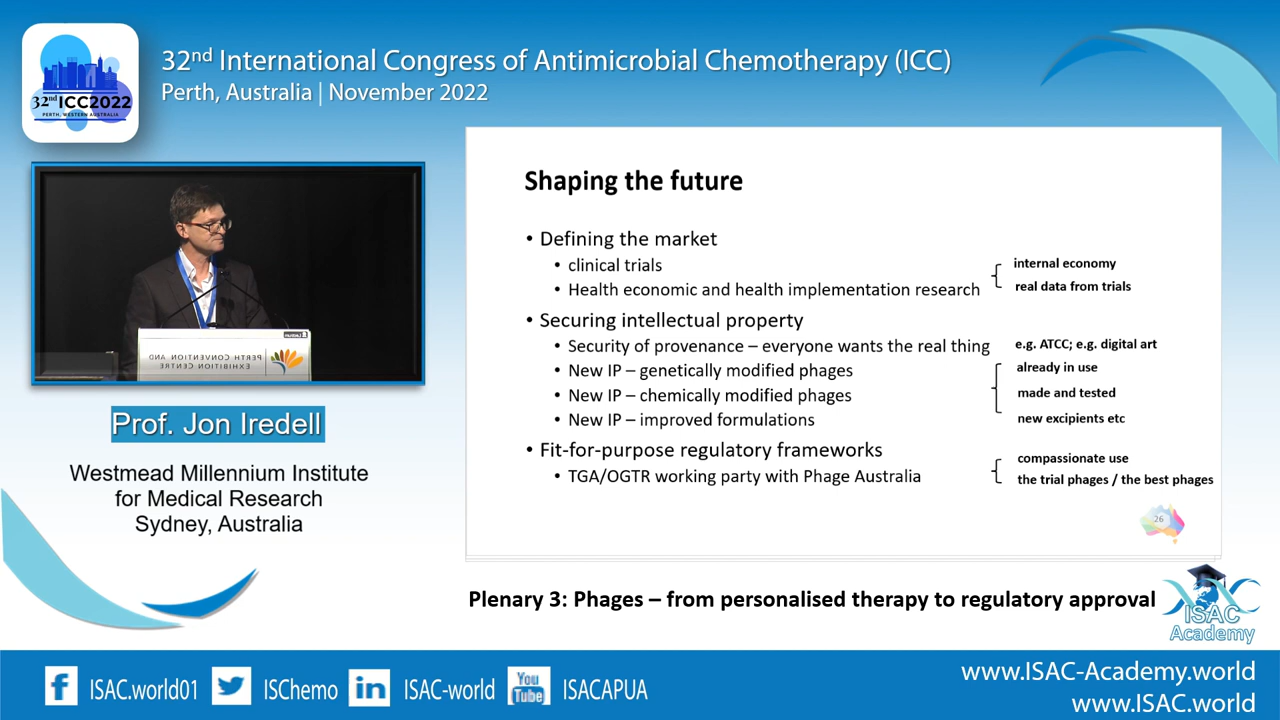 32nd International Congress of Antimicrobial Chemotherapy (ICC)
Perth, Australia | November 2022
32nd ICC2022
PERTH, WESTERN AUSTRALIA
PERTH CONVENTION AND
EXHIBITION CENTRE
Prof. Jon Iredell
Westmead Millennium Institute
for Medical Research
Sydney, Australia
Shaping the future
• Defining the market
• clinical trials
• Health economic and health implementation research
internal economy
real data from trials
• Securing intellectual property
• Security of provenance – everyone wants the real thing
e.g. ATCC; e.g. digital art
• New IP – genetically modified phages
already in use
• New IP – chemically modified phages
made and tested
• New IP – improved formulations
new excipients etc
• Fit-for-purpose regulatory frameworks
compassionate use
• TGA/OGTR working party with Phage Australia
the trial phages / the best phages
26
Plenary 3: Phages – from personalised therapy to regulatory approval
ISAC
Academy
f ISAC.world01
ISChemo
in ISAC-world
You Tube ISACAPUA
www.ISAC-Academy.world
www.ISAC.world